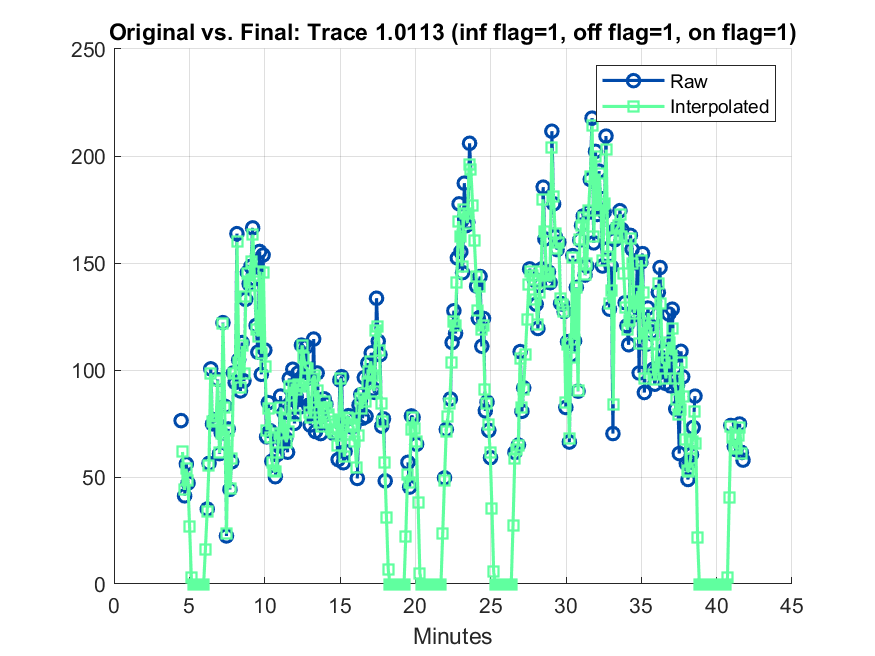 Original vs. Final: Trace 1.0113 (inf flag=1, off flag=1, on flag=1)
250
200
150
100
50
0
Raw
Interpolated
0 5 10 15 20 25 30 35 40 45
Minutes